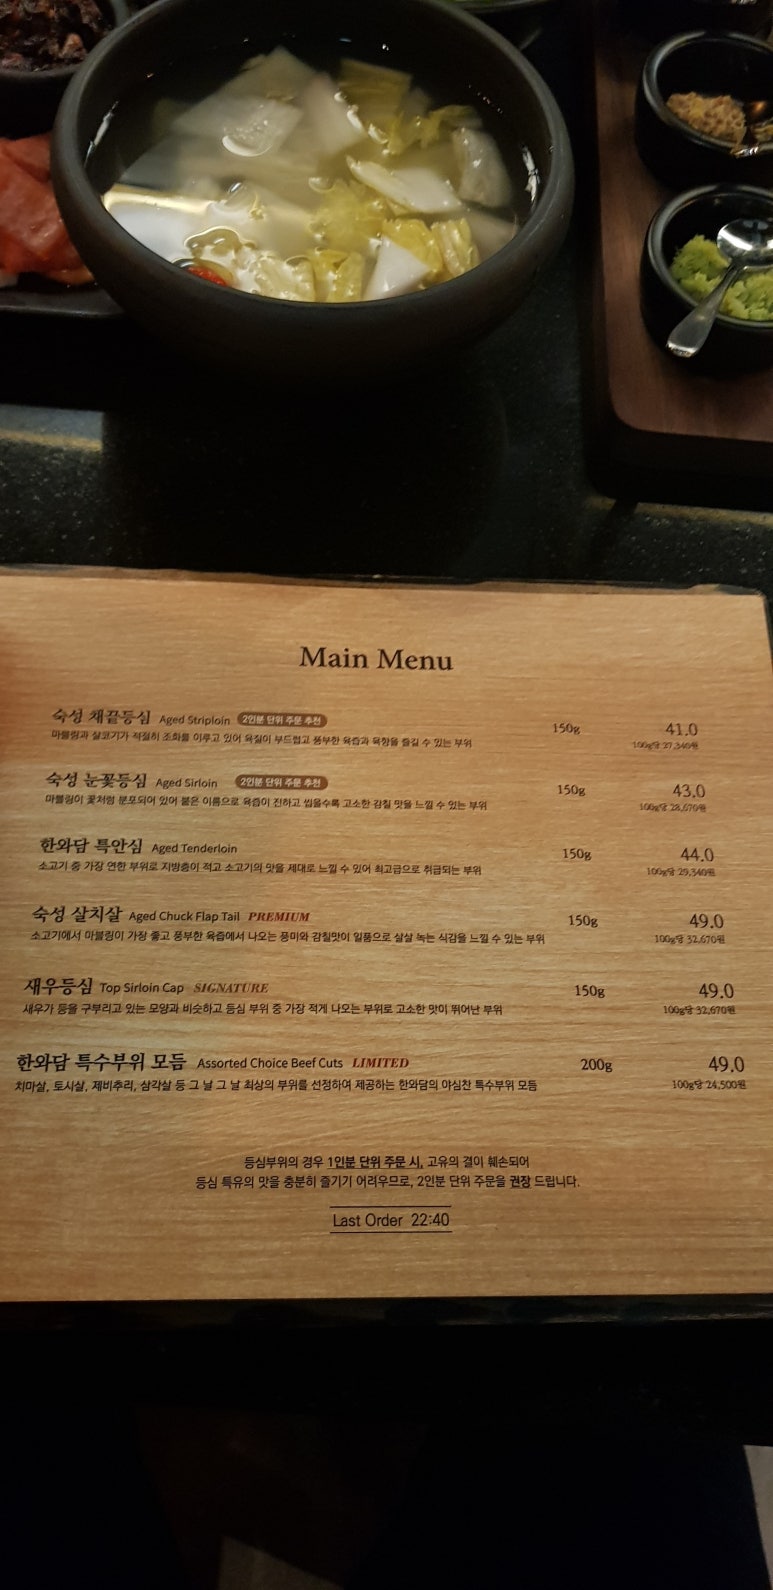 Main Menu
숙성 채끝등심 Aged Striploin 2인분 단위 주문 추천 150g 41.0
마블링과 살코기가 적절히 조화를 이루고 있어 육질이 부드럽고 풍부한 육즙과 육향을 즐길 수 있는 부위 100g당 27,340원
숙성 눈꽃등심 Aged Sirloin 2인분 단위 주문 추천 150g 43.0
마블링이 꽃처럼 분포되어 있어 붙은 이름으로 육즙이 진하고 씹을수록 고소한 감칠 맛을 느낄 수 있는 부위 100g당 28,670원
한와담 특안심 Aged Tenderloin 150g 44.0
소고기 중 가장 연한 부위로 지방층이 적고 소고기의 맛을 제대로 느낄 수 있어 최고급으로 취급되는 부위 100g당 29,340원
숙성 살치살 Aged Chuck Flap Tail PREMIUM 150g 49.0
소고기에서 마블링이 가장 좋고 풍부한 육즙에서 나오는 풍미와 감칠맛이 일품으로 살살 녹는 식감을 느낄 수 있는 부위 100g당 32,670원
새우등심 Top Sirloin Cap SIGNATURE 150g 49.0
새우가 등을 구부리고 있는 모양과 비슷하고 등심 부위 중 가장 적게 나오는 부위로 고소한 맛이 뛰어난 부위 100g당 32,670원
한와담 특수부위 모듬 Assorted Choice Beef Cuts LIMITED 200g 49.0
치마살, 토시살, 제비추리, 삼각살 등 그 날 그 날 최상의 부위를 선정하여 제공하는 한와담의 야심찬 특수부위 모듬 100g당 24,500원
등심부위의 경우 1인분 단위 주문 시, 고유의 결이 훼손되어
등심 특유의 맛을 충분히 즐기기 어려우므로, 2인분 단위 주문을 권장 드립니다.
Last Order 22:40